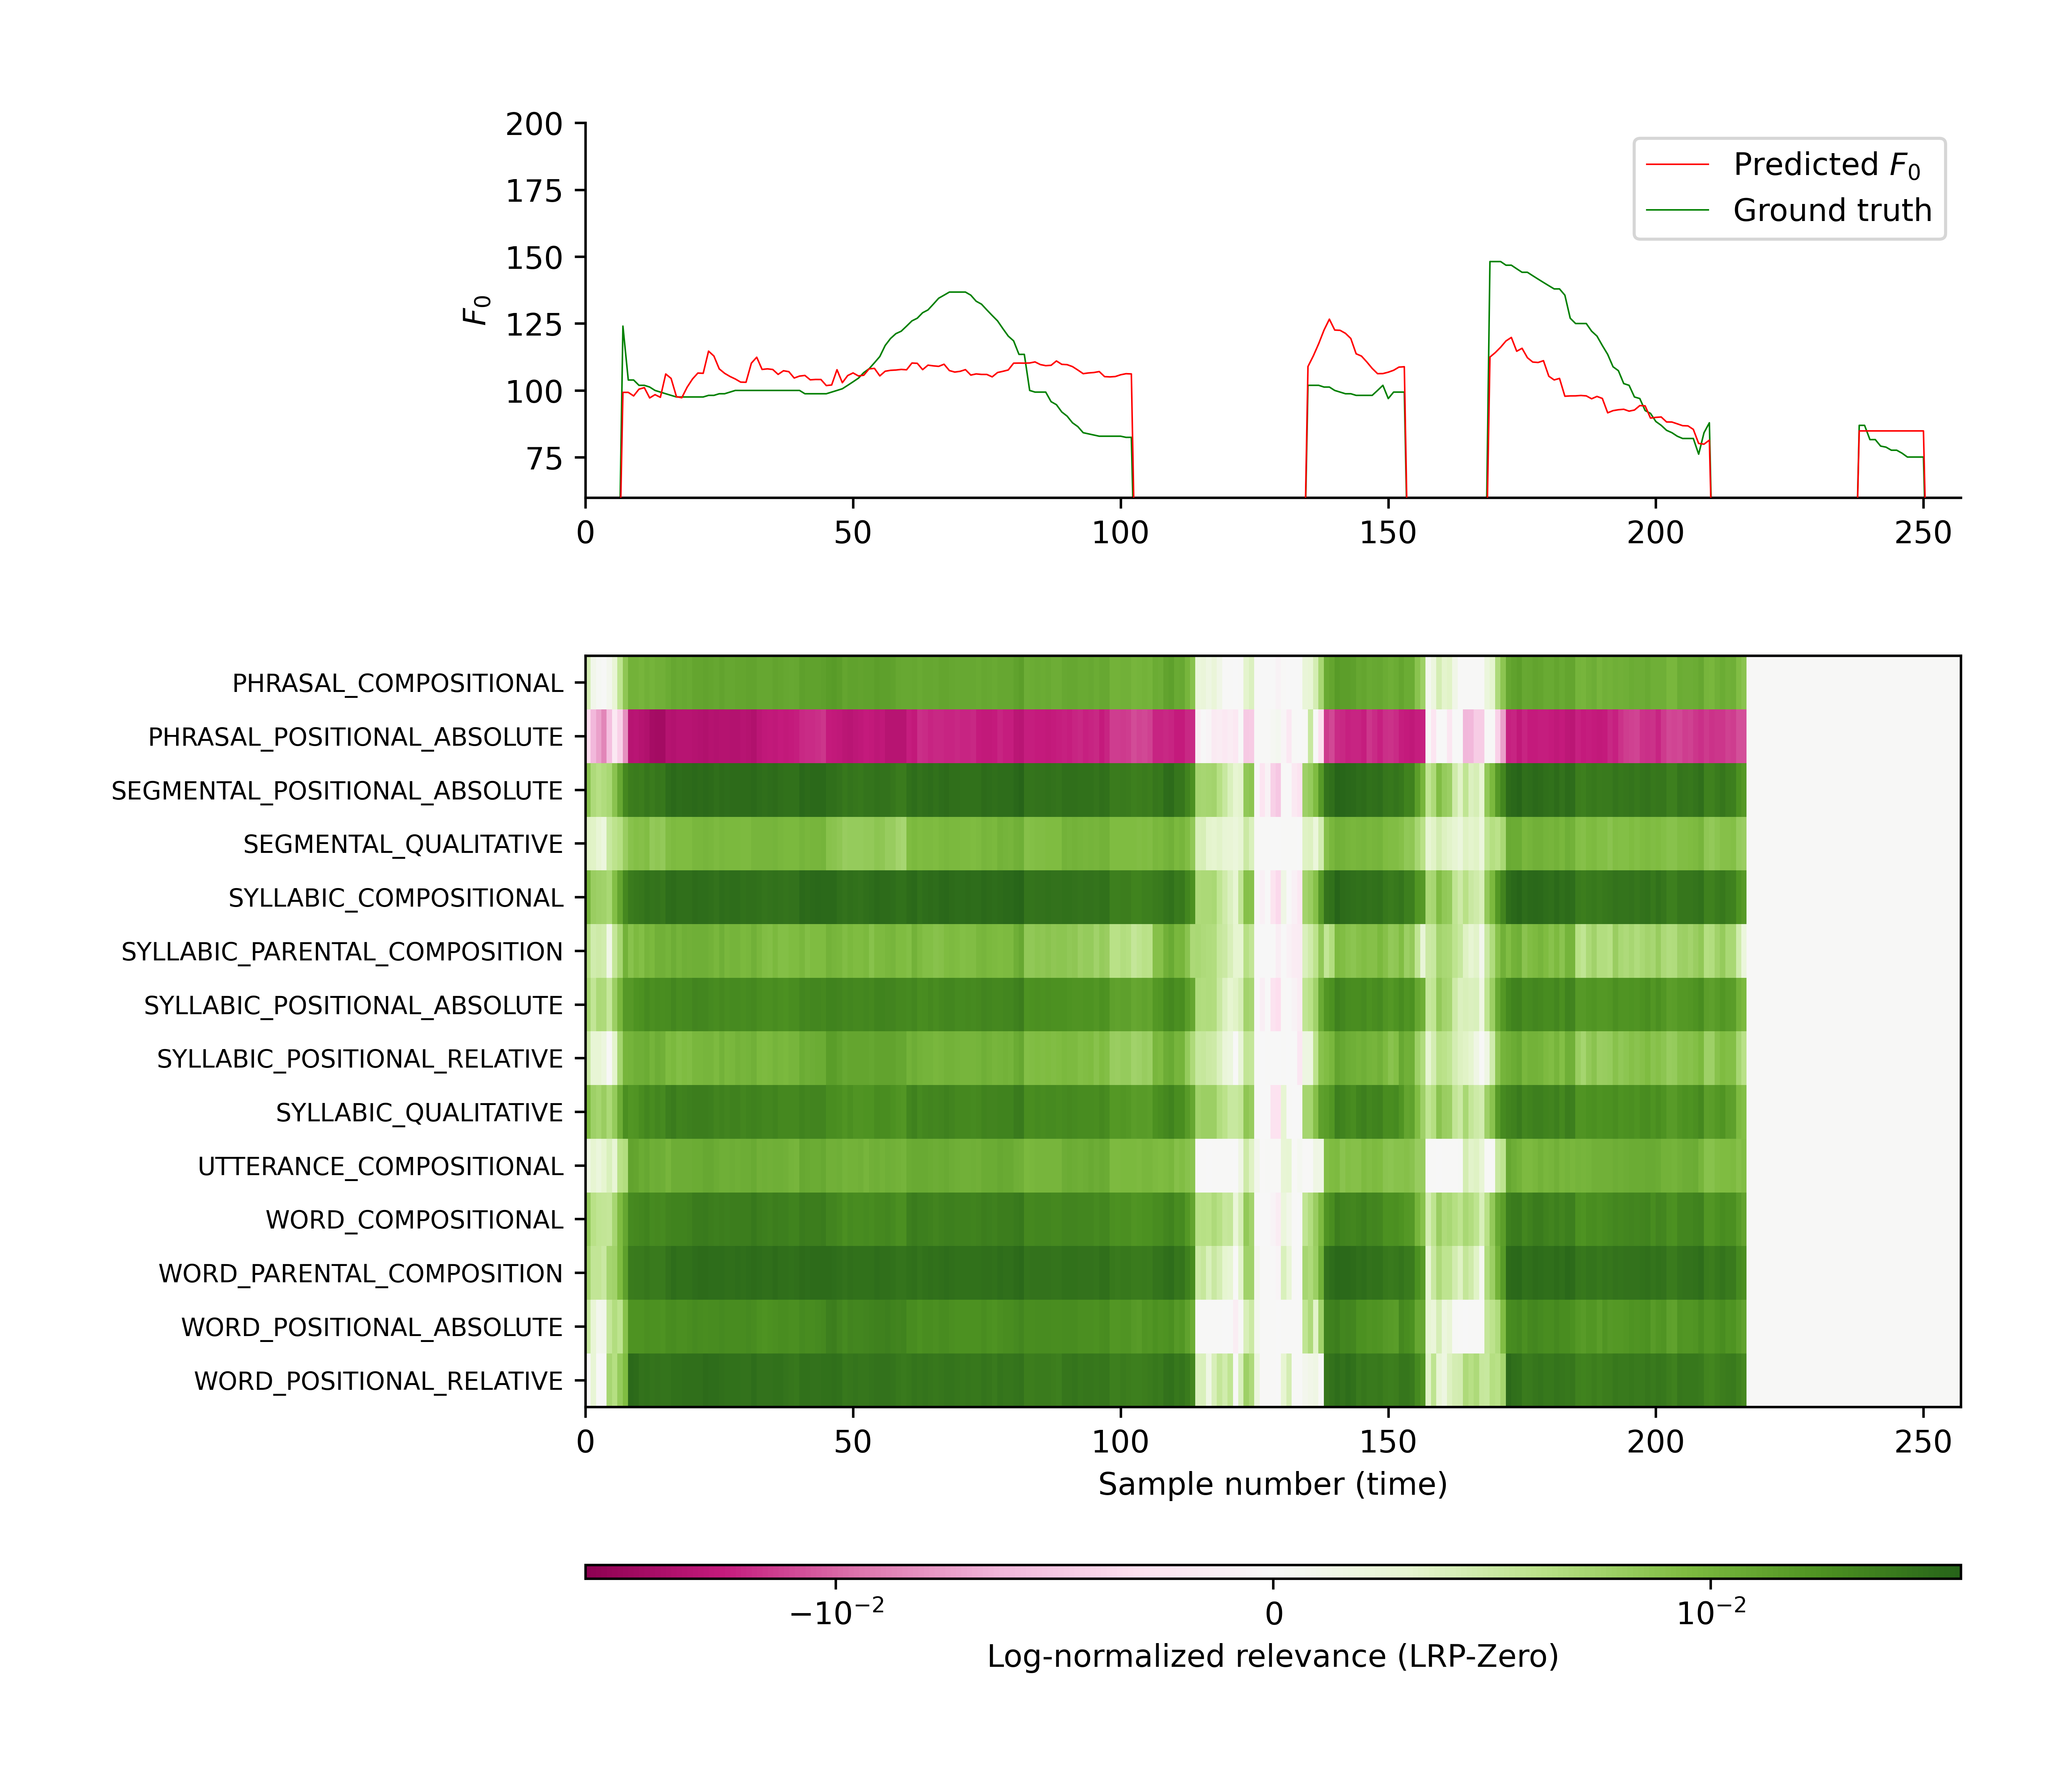 200
175
150
125
100
75
F₀
Predicted F₀
Ground truth
0 50 100 150 200 250
PHRASAL_COMPOSITIONAL
PHRASAL_POSITIONAL_ABSOLUTE
SEGMENTAL_POSITIONAL_ABSOLUTE
SEGMENTAL_QUALITATIVE
SYLLABIC_COMPOSITIONAL
SYLLABIC_PARENTAL_COMPOSITION
SYLLABIC_POSITIONAL_ABSOLUTE
SYLLABIC_POSITIONAL_RELATIVE
SYLLABIC_QUALITATIVE
UTTERANCE_COMPOSITIONAL
WORD_COMPOSITIONAL
WORD_PARENTAL_COMPOSITION
WORD_POSITIONAL_ABSOLUTE
WORD_POSITIONAL_RELATIVE
0 50 100 150 200 250
Sample number (time)
−10⁻² 0 10⁻²
Log-normalized relevance (LRP-Zero)